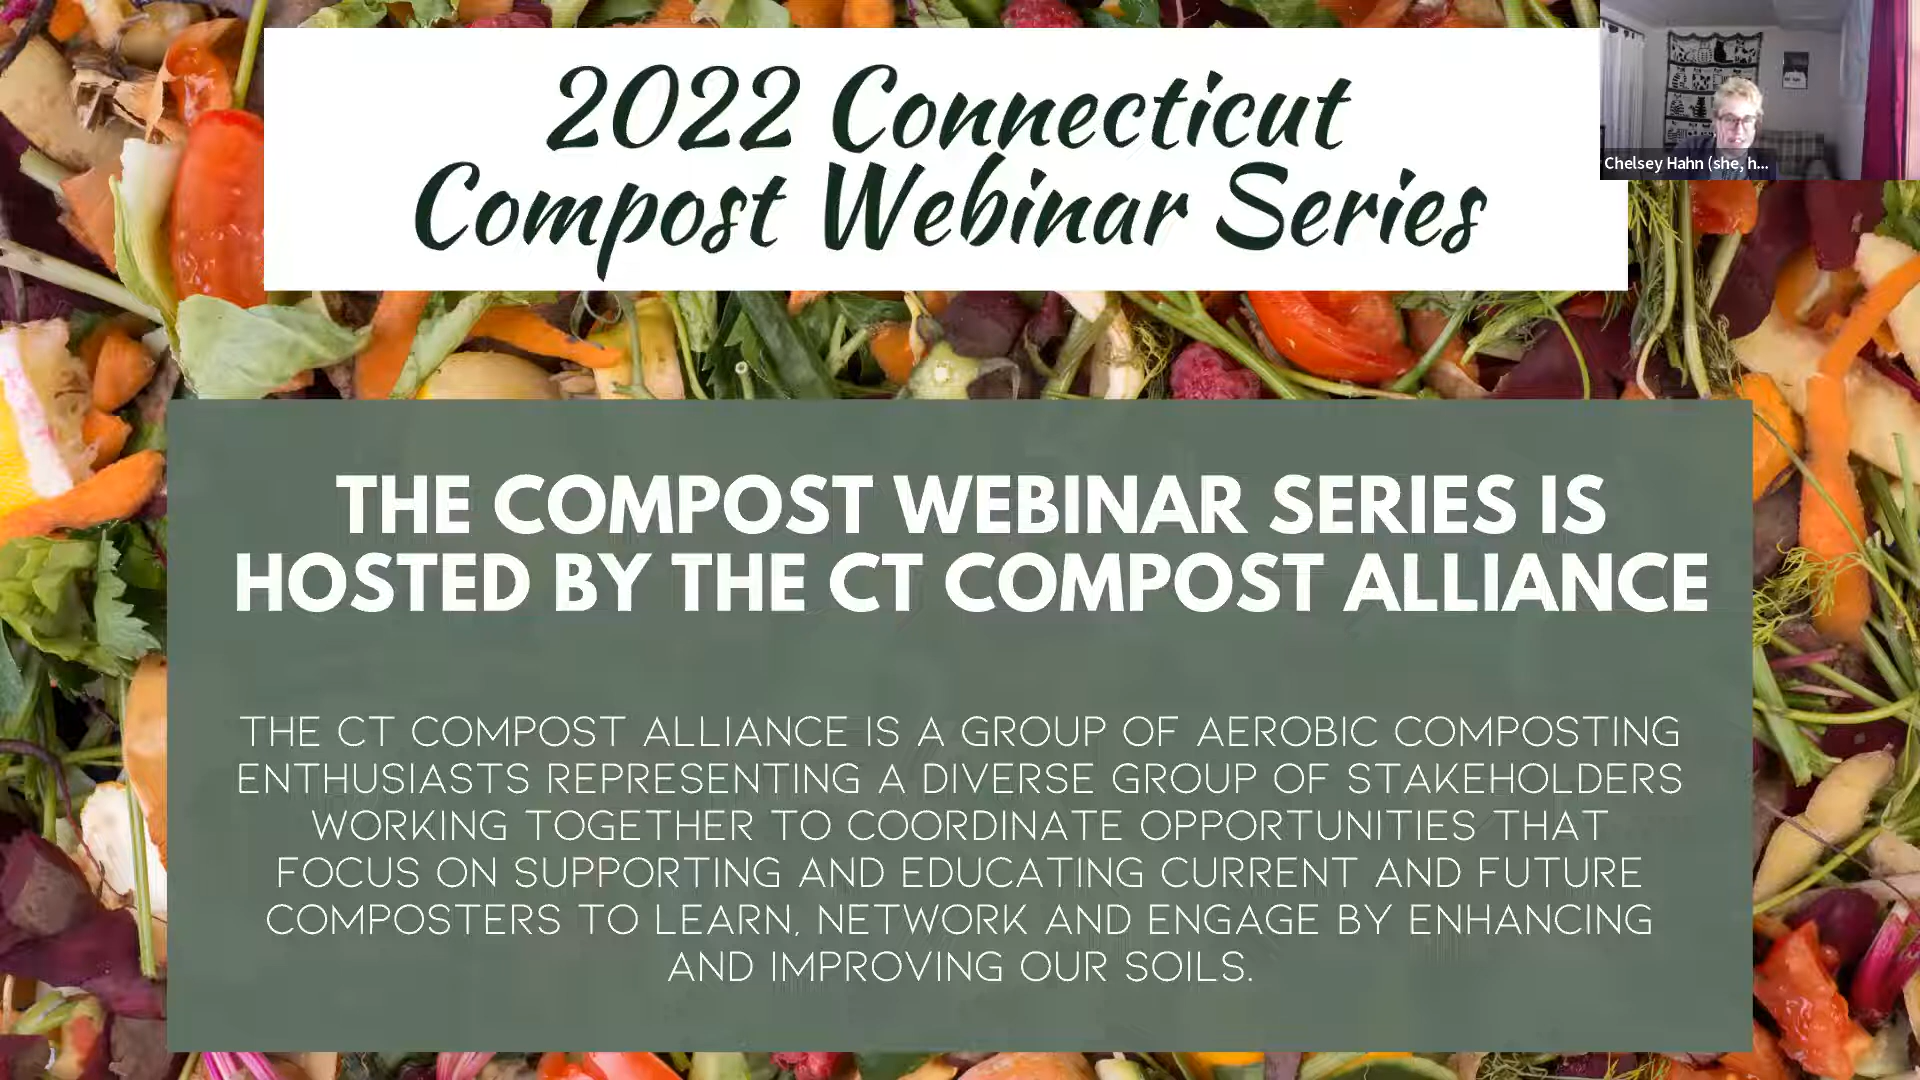 2022 Connecticut
Compost Webinar Series
Chelsey Hahn (she, h...
THE COMPOST WEBINAR SERIES IS
HOSTED BY THE CT COMPOST ALLIANCE
THE CT COMPOST ALLIANCE IS A GROUP OF AEROBIC COMPOSTING
ENTHUSIASTS REPRESENTING A DIVERSE GROUP OF STAKEHOLDERS
WORKING TOGETHER TO COORDINATE OPPORTUNITIES THAT
FOCUS ON SUPPORTING AND EDUCATING CURRENT AND FUTURE
COMPOSTERS TO LEARN, NETWORK AND ENGAGE BY ENHANCING
AND IMPROVING OUR SOILS.